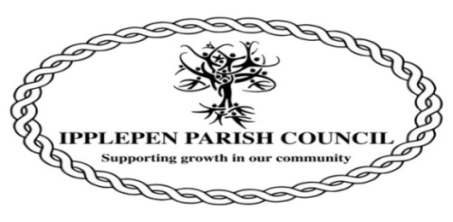 IPPLEPEN PARISH COUNCIL
Supporting growth in our community